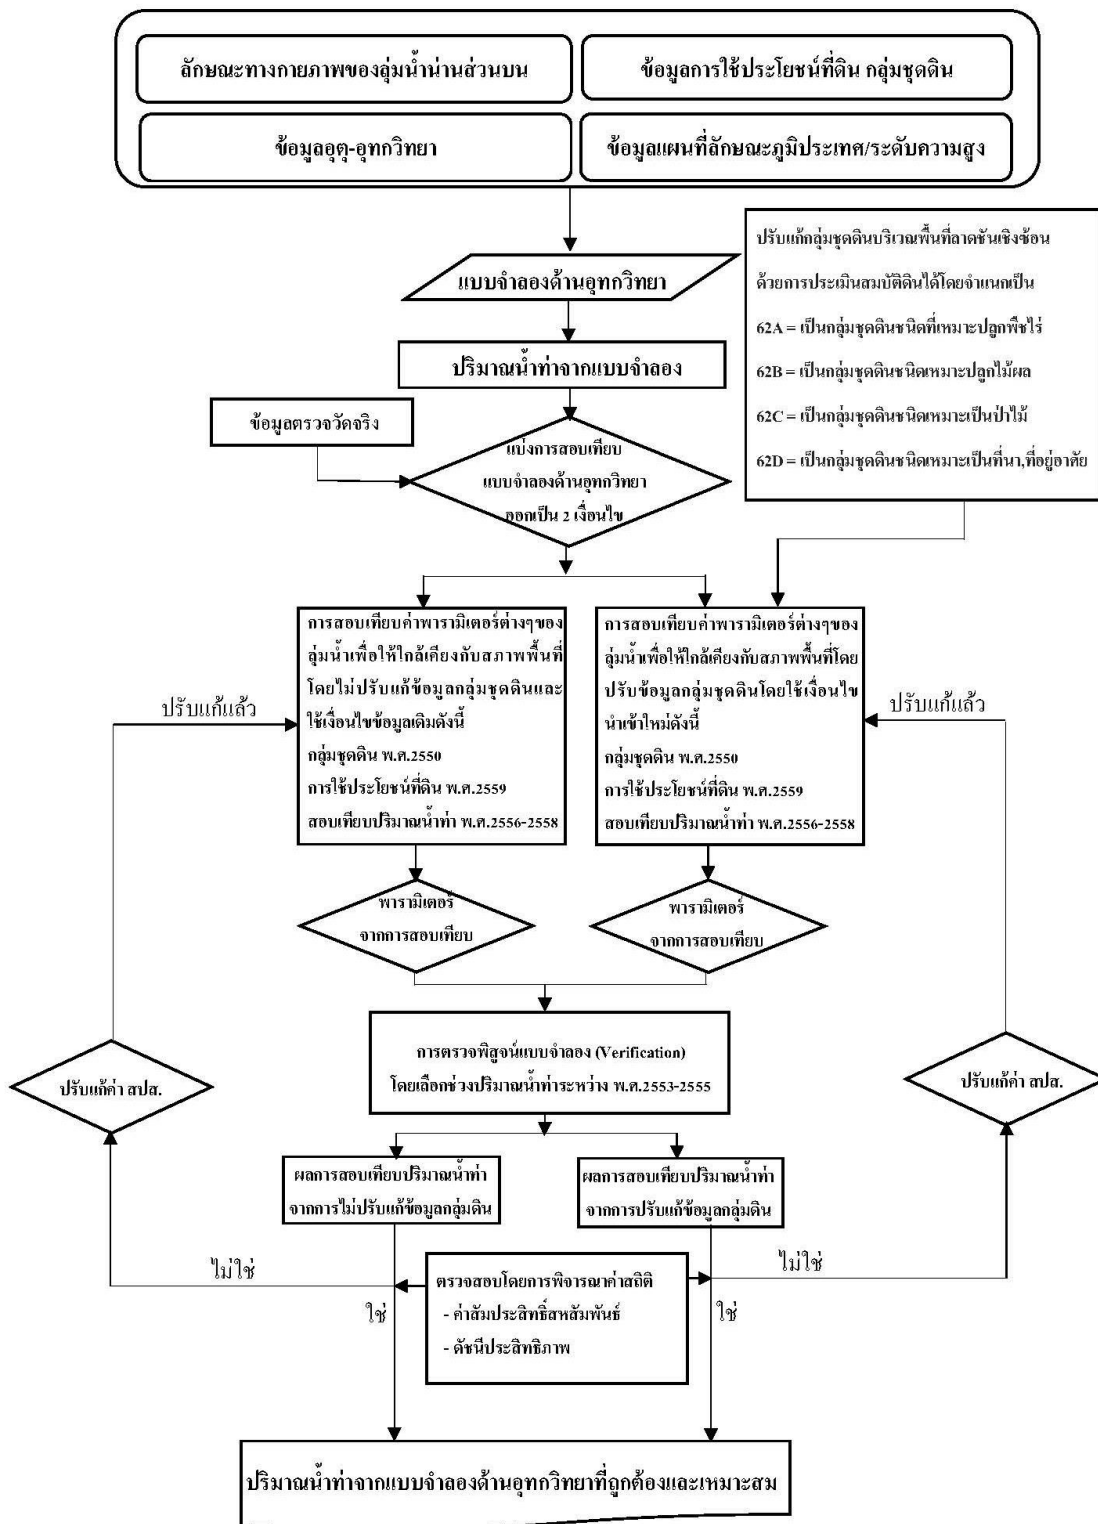 ลักษณะทางกายภาพของลุ่มน้ำน่านส่วนบน
ข้อมูลการใช้ประโยชน์ที่ดิน กลุ่มชุดดิน
ข้อมูลอุตุ-อุทกวิทยา
ข้อมูลแผนที่ลักษณะภูมิประเทศ/ระดับความสูง
แบบจำลองด้านอุทกวิทยา
ปริมาณน้ำท่าจากแบบจำลอง
ปรับแก้กลุ่มชุดดินบริเวณพื้นที่ลาดชันเชิงซ้อน
ด้วยการประเมินสมบัติดินได้โดยจำแนกเป็น
62A = เป็นกลุ่มชุดดินชนิดที่เหมาะปลูกพืชไร่
62B = เป็นกลุ่มชุดดินชนิดเหมาะปลูกไม้ผล
62C = เป็นกลุ่มชุดดินชนิดเหมาะเป็นป่าไม้
62D = เป็นกลุ่มชุดดินชนิดเหมาะเป็นที่นา,ที่อยู่อาศัย
ข้อมูลตรวจวัดจริง
แบ่งการสอบเทียบ
แบบจำลองด้านอุทกวิทยา
ออกเป็น 2 เงื่อนไข
การสอบเทียบค่าพารามิเตอร์ต่างๆของ
ลุ่มน้ำเพื่อให้ใกล้เคียงกับสภาพพื้นที่
โดยไม่ปรับแก้ข้อมูลกลุ่มชุดดินและ
ใช้เงื่อนไขข้อมูลเดิมดังนี้
กลุ่มชุดดิน พ.ศ.2550
การใช้ประโยชน์ที่ดิน พ.ศ.2559
สอบเทียบปริมาณน้ำท่า พ.ศ.2556-2558
การสอบเทียบค่าพารามิเตอร์ต่างๆของ
ลุ่มน้ำเพื่อให้ใกล้เคียงกับสภาพพื้นที่โดย
ปรับข้อมูลกลุ่มชุดดินโดยใช้เงื่อนไข
นำเข้าใหม่ดังนี้
กลุ่มชุดดิน พ.ศ.2550
การใช้ประโยชน์ที่ดิน พ.ศ.2559
สอบเทียบปริมาณน้ำท่า พ.ศ.2556-2558
ปรับแก้แล้ว
ปรับแก้แล้ว
พารามิเตอร์
จากการสอบเทียบ
พารามิเตอร์
จากการสอบเทียบ
การตรวจพิสูจน์แบบจำลอง (Verification)
โดยเลือกช่วงปริมาณน้ำท่าระหว่าง พ.ศ.2553-2555
ปรับแก้ค่า สปส.
ปรับแก้ค่า สปส.
ผลการสอบเทียบปริมาณน้ำท่า
จากการไม่ปรับแก้ข้อมูลกลุ่มดิน
ผลการสอบเทียบปริมาณน้ำท่า
จากการปรับแก้ข้อมูลกลุ่มดิน
ไม่ใช่
ไม่ใช่
ใช่
ใช่
ตรวจสอบโดยการพิจารณาค่าสถิติ
- ค่าสัมประสิทธิ์สหสัมพันธ์
- ดัชนีประสิทธิภาพ
ปริมาณน้ำท่าจากแบบจำลองด้านอุทกวิทยาที่ถูกต้องและเหมาะสม